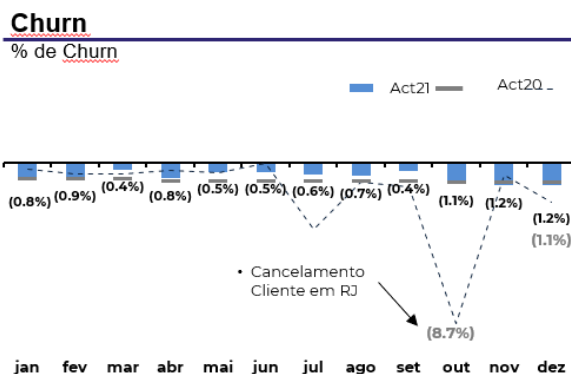 Churn
% de Churn
Act21
Act20
(0.8%) (0.9%) (0.4%) (0.8%) (0.5%) (0.5%) (0.6%) (0.7%) (0.4%) (1.1%) (1.2%) (1.2%)
(1.1%)
• Cancelamento
Cliente em RJ
(8.7%)
jan fev mar abr mai jun jul ago set out nov dez